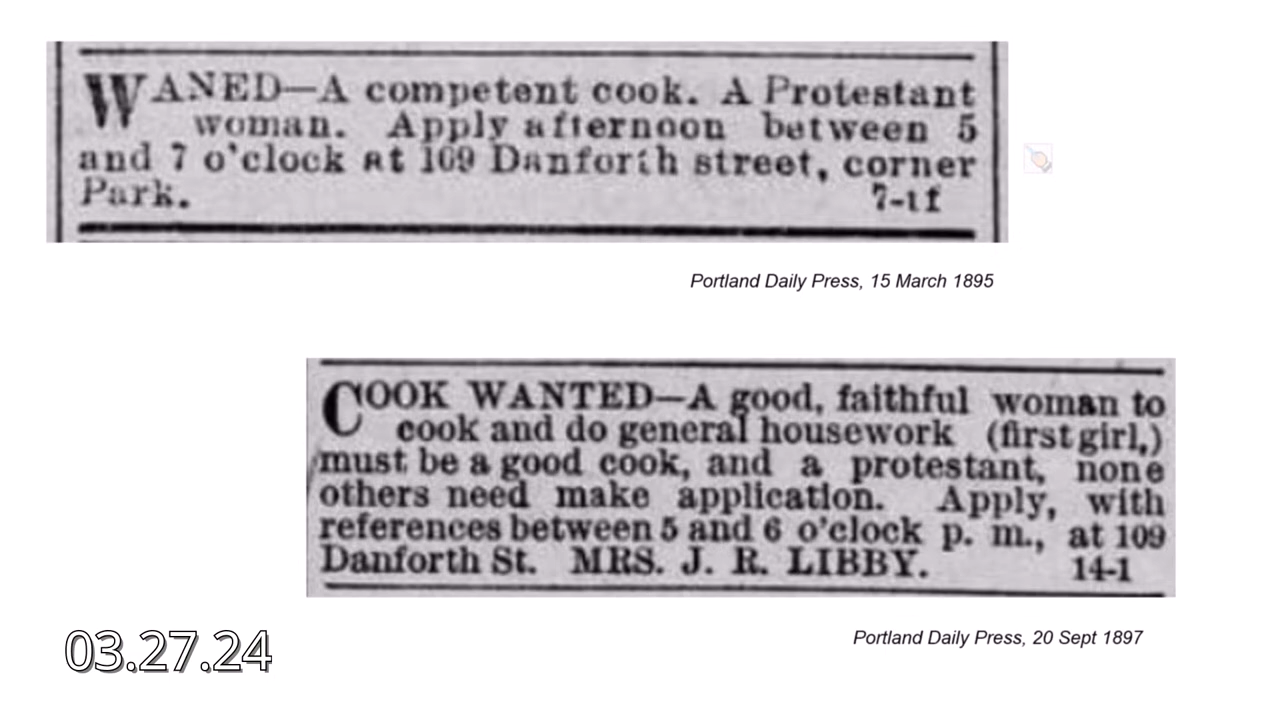 WANED—A competent cook. A Protestant
woman. Apply afternoon between 5
and 7 o'clock at 109 Danforth street, corner
Park. 7-tf
Portland Daily Press, 15 March 1895
COOK WANTED—A good, faithful woman to
cook and do general housework (first girl,)
must be a good cook, and a protestant, none
others need make application. Apply, with
references between 5 and 6 o'clock p. m., at 109
Danforth St. MRS. J. R. LIBBY. 14-1
Portland Daily Press, 20 Sept 1897
03.27.24